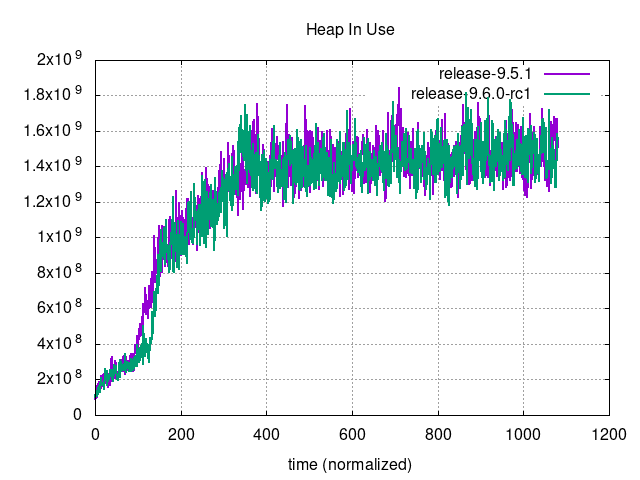 Heap In Use
release-9.5.1
release-9.6.0-rc1
2x10^9
1.8x10^9
1.6x10^9
1.4x10^9
1.2x10^9
1x10^9
8x10^8
6x10^8
4x10^8
2x10^8
0
0 200 400 600 800 1000 1200
time (normalized)